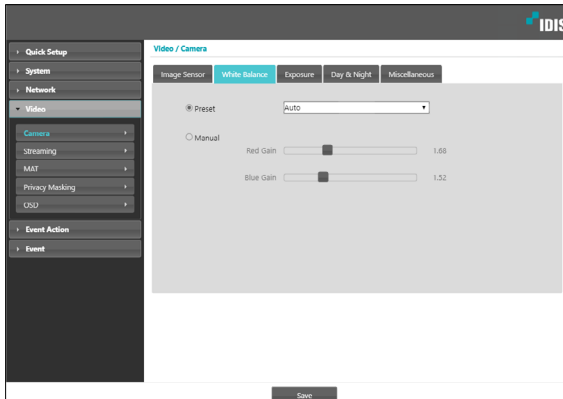 IDIS
Quick Setup
System
Network
Video
Camera
Streaming
MAT
Privacy Masking
OSD
Event Action
Event
Video / Camera
Image Sensor White Balance Exposure Day & Night Miscellaneous
Preset Auto
Manual
Red Gain 1.68
Blue Gain 1.52
Save